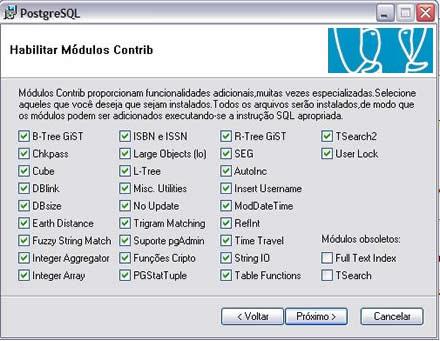 PostgreSQL
Habilitar Módulos Contrib
Módulos Contrib proporcionam funcionalidades adicionais,muitas vezes especializadas.Selecione
aqueles que você deseja que sejam instalados.Todos os arquivos serão instalados,de modo que
os módulos podem ser adicionados executando-se a instrução SQL apropriada.
B-Tree GiST ISBN e ISSN R-Tree GiST TSearch2
Chkpass Large Objects (lo) SEG User Lock
Cube L-Tree AutoInc
DBlink Misc. Utilities Insert Username
DBsize No Update ModDateTime
Earth Distance Trigram Matching RefInt
Fuzzy String Match Suporte pgAdmin Time Travel Módulos obsoletos:
Integer Aggregator Funções Cripto String IO Full Text Index
Integer Array PGStatTuple Table Functions TSearch
< Voltar Próximo > Cancelar